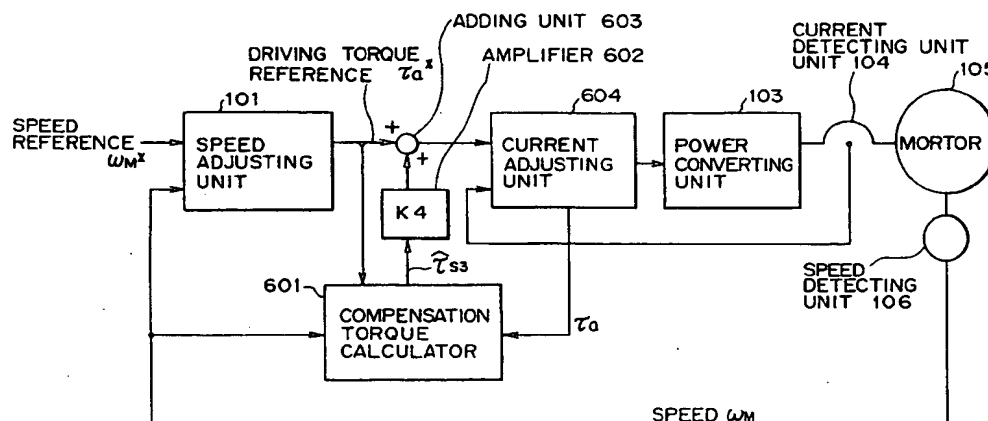 ADDING UNIT 603
DRIVING TORQUE
REFERENCE τa*
AMPLIFIER 602
CURRENT
DETECTING UNIT
UNIT 104
105
101
604
103
SPEED
REFERENCE
ωM*
SPEED
ADJUSTING
UNIT
+
+
CURRENT
ADJUSTING
UNIT
POWER
CONVERTING
UNIT
MORTOR
K4
τ̂S3
SPEED
DETECTING
UNIT 106
601
COMPENSATION
TORQUE
CALCULATOR
τa
SPEED ωM